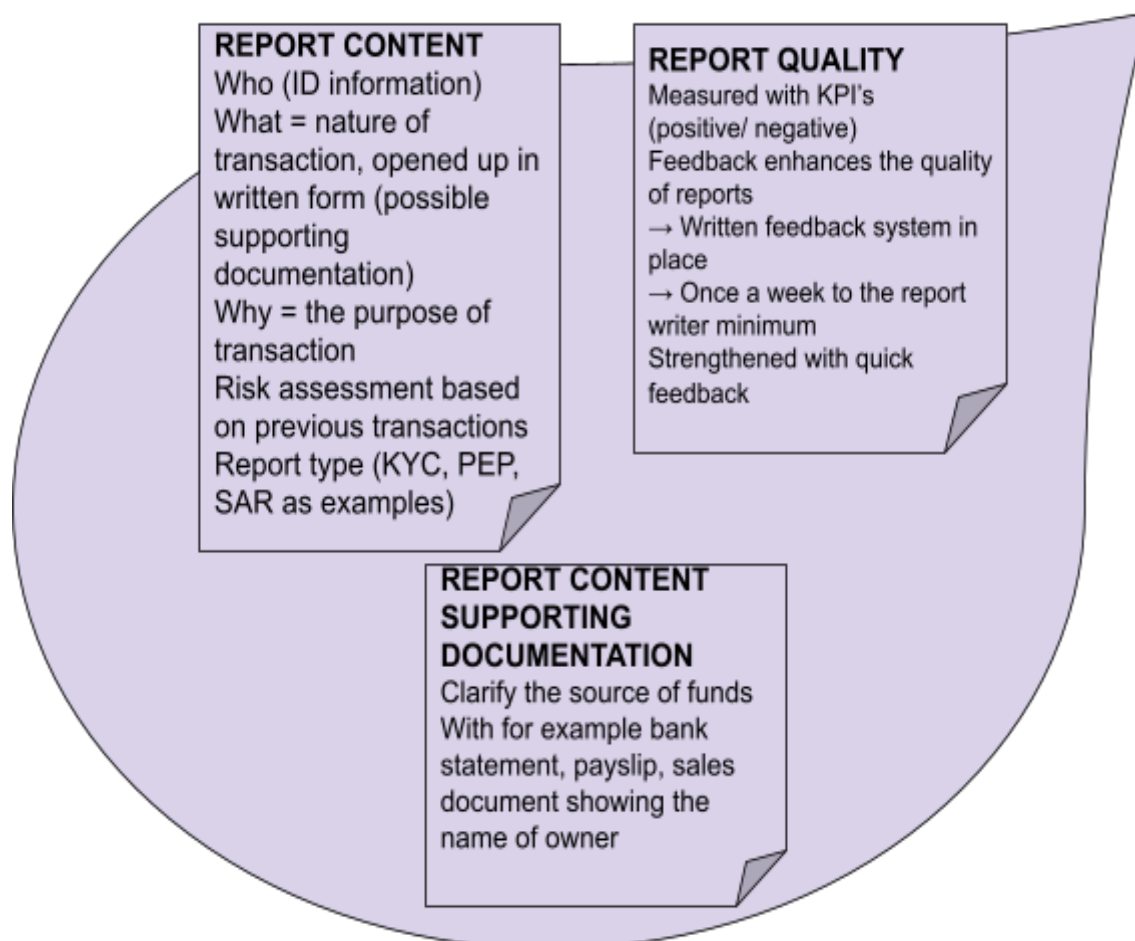 REPORT CONTENT
Who (ID information)
What = nature of
transaction, opened up in
written form (possible
supporting
documentation)
Why = the purpose of
transaction
Risk assessment based
on previous transactions
Report type (KYC, PEP,
SAR as examples)
REPORT QUALITY
Measured with KPI's
(positive/ negative)
Feedback enhances the quality
of reports
→ Written feedback system in
place
→ Once a week to the report
writer minimum
Strengthened with quick
feedback
REPORT CONTENT
SUPPORTING
DOCUMENTATION
Clarify the source of funds
With for example bank
statement, payslip, sales
document showing the
name of owner